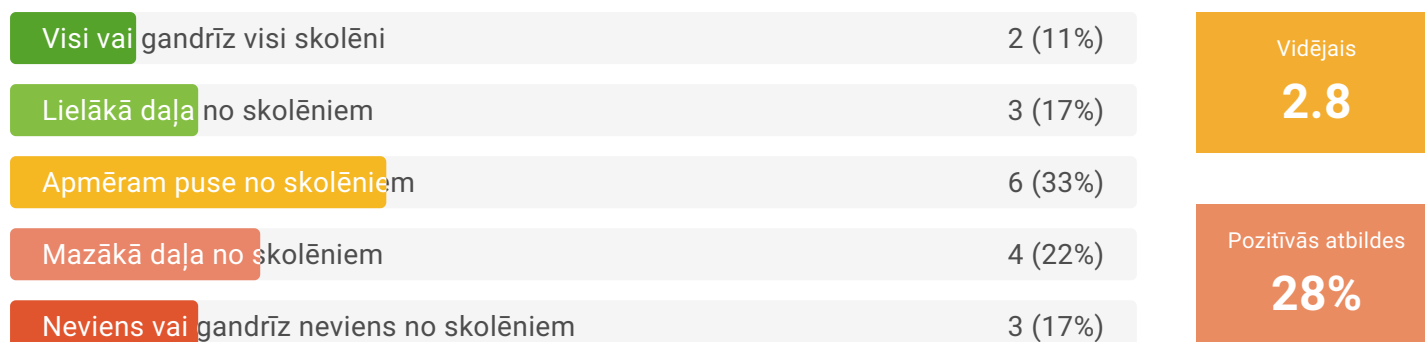 Visi vai gandrīz visi skolēni 2 (11%)
Lielākā daļa no skolēniem 3 (17%)
Apmēram puse no skolēniem 6 (33%)
Mazākā daļa no skolēniem 4 (22%)
Neviens vai gandrīz neviens no skolēniem 3 (17%)
Vidējais
2.8
Pozitīvās atbildes
28%